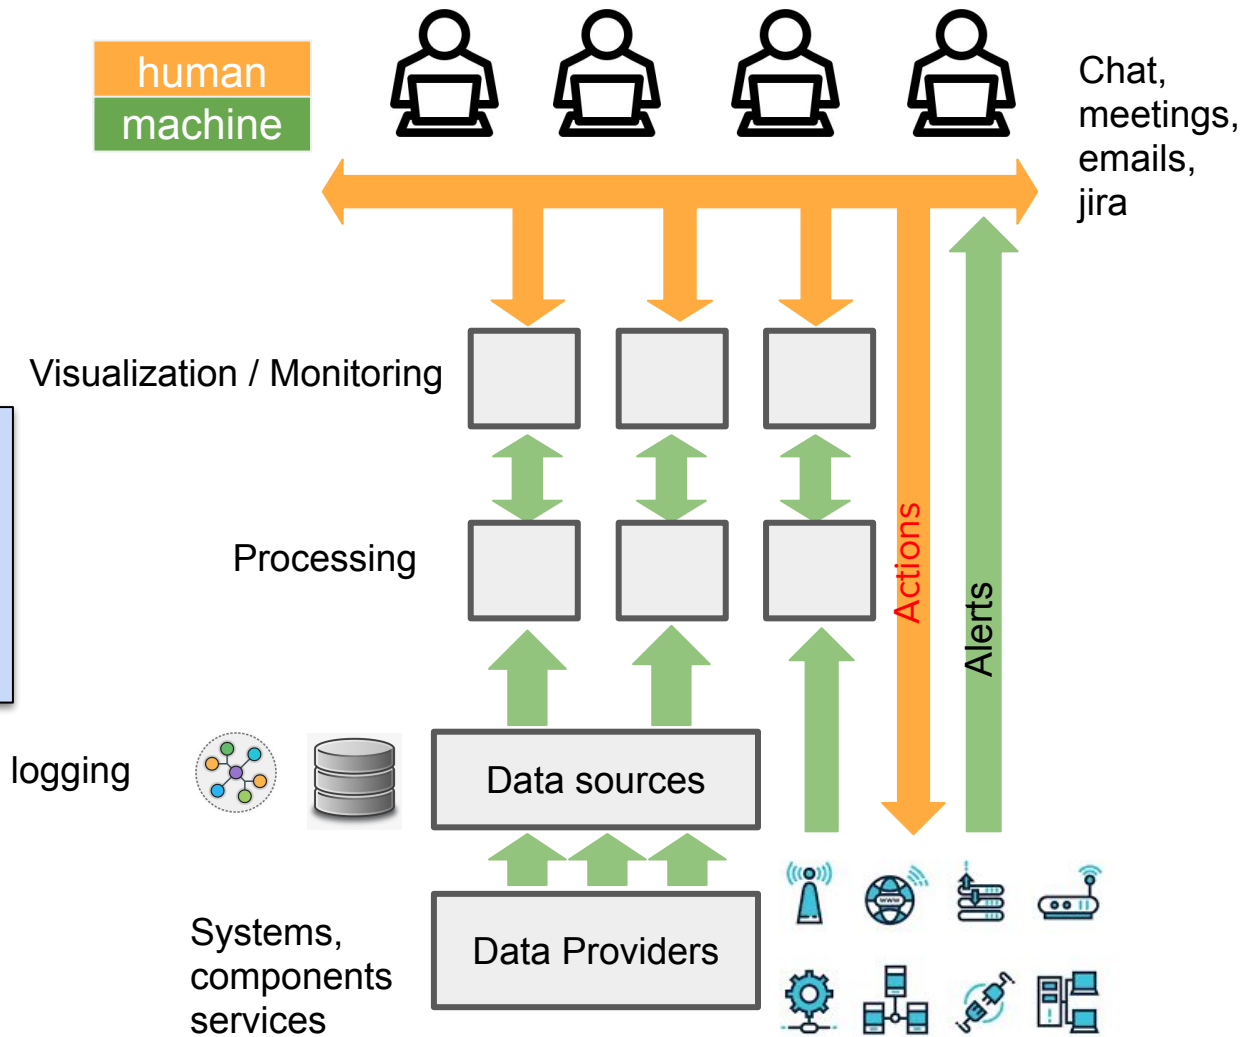 human
machine
Chat,
meetings,
emails,
jira
Visualization / Monitoring
Processing
Actions
Alerts
logging
Data sources
www
Systems,
components
services
Data Providers